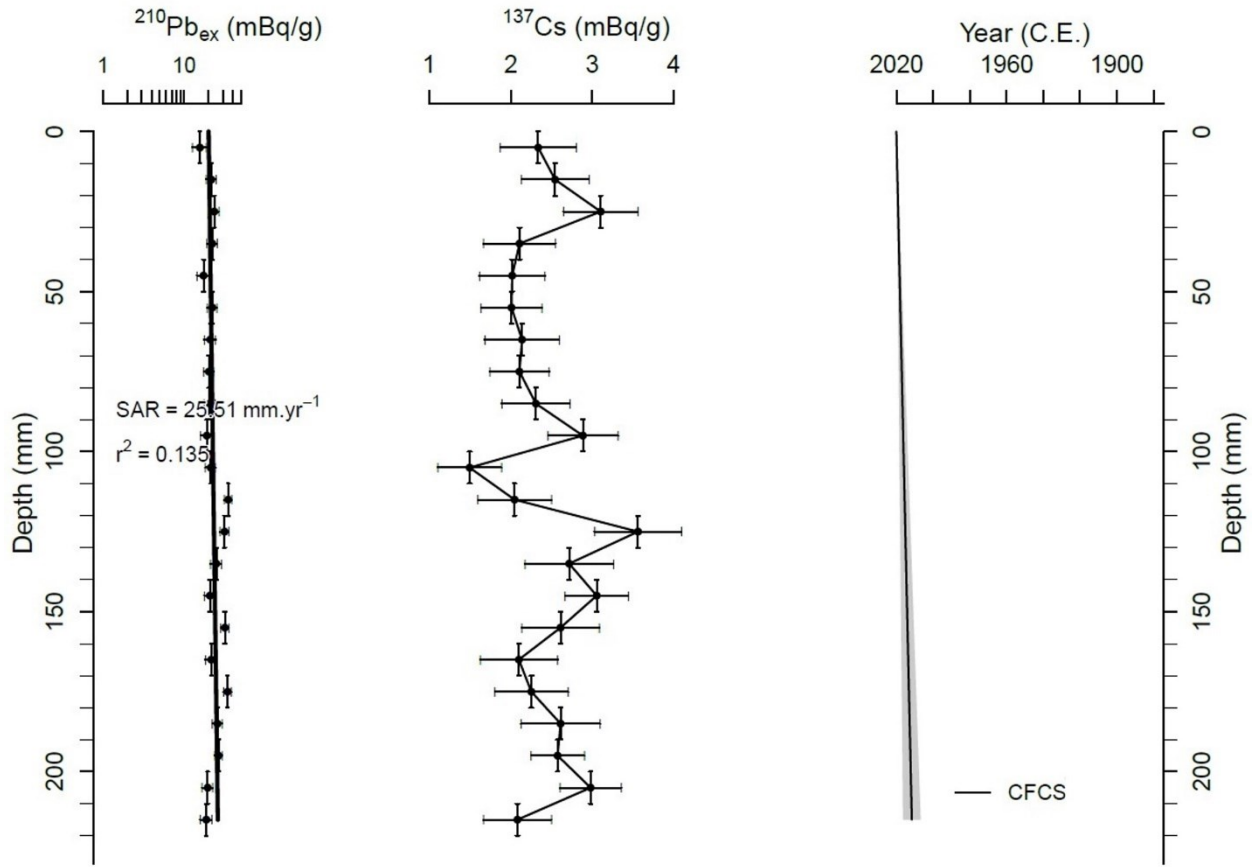 ²¹⁰Pbₑₓ (mBq/g)
1 10
¹³⁷Cs (mBq/g)
1 2 3 4
Year (C.E.)
2020 1960 1900
Depth (mm)
0
50
100
150
200
SAR = 25.51 mm.yr⁻¹
r² = 0.135
CFCS
0
50
100
150
200
Depth (mm)